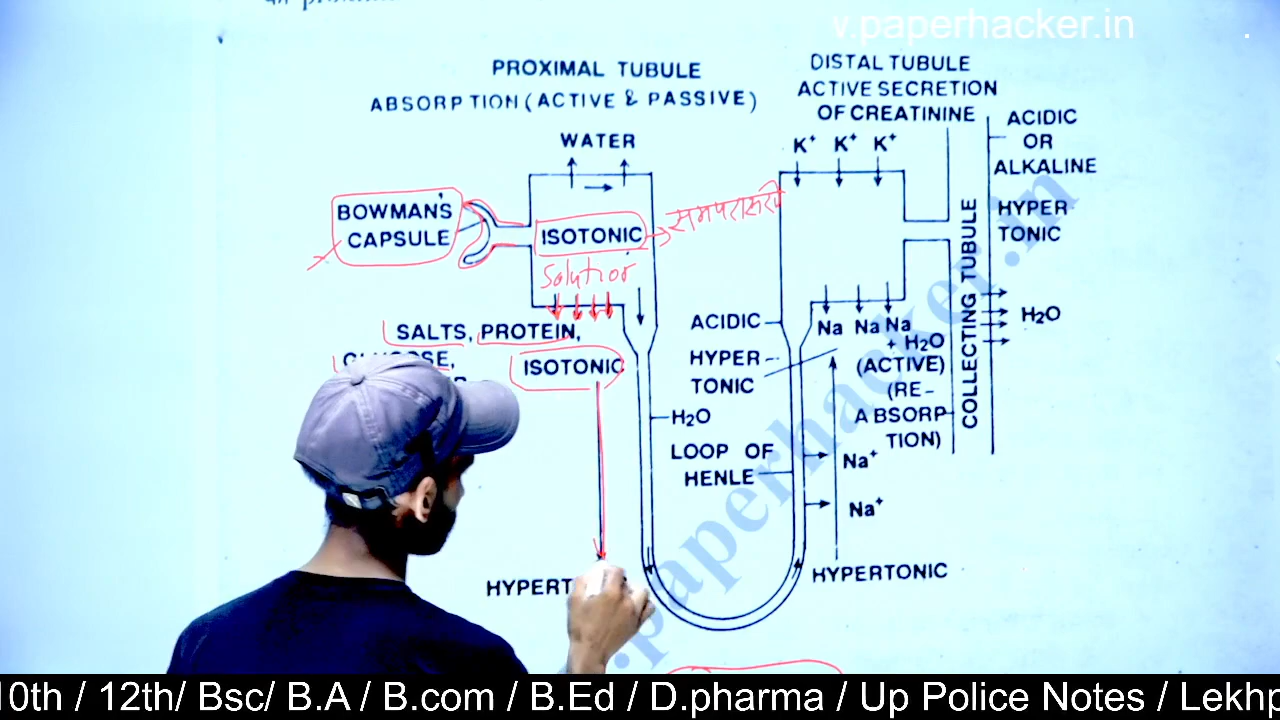 v.paperhacker.in
PROXIMAL TUBULE
ABSORPTION (ACTIVE & PASSIVE)
WATER
DISTAL TUBULE
ACTIVE SECRETION
OF CREATININE
K⁺ K⁺ K⁺
ACIDIC
OR
ALKALINE
HYPER
TONIC
BOWMAN'S
CAPSULE
ISOTONIC
Solution
SALTS, PROTEIN,
ISOTONIC
ACIDIC
HYPER
TONIC
H₂O
LOOP OF
HENLE
Na Na Na
+ H₂O
(ACTIVE)
(RE-
ABSORP
TION)
Na⁺
Na⁺
COLLECTING TUBULE
H₂O
HYPERTONIC
.paperhacker.in
10th / 12th/ Bsc/ B.A / B.com / B.Ed / D.pharma / Up Police Notes / Lekhp